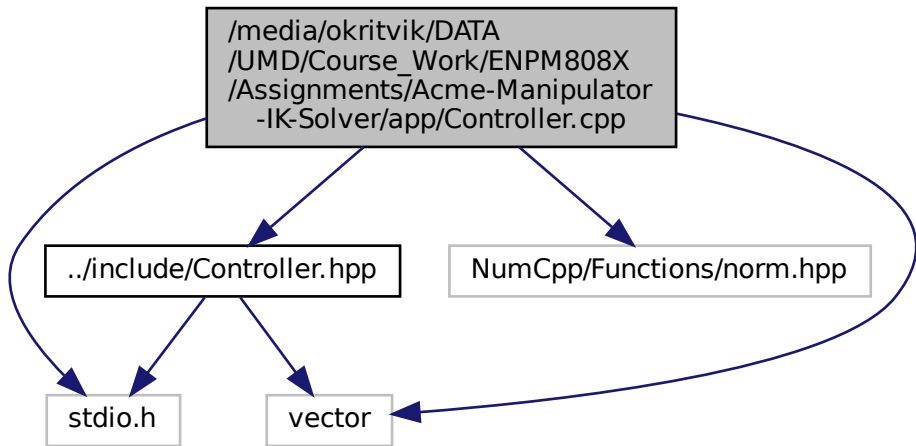 /media/okritvik/DATA
/UMD/Course_Work/ENPM808X
/Assignments/Acme-Manipulator
-IK-Solver/app/Controller.cpp
../include/Controller.hpp
NumCpp/Functions/norm.hpp
stdio.h
vector